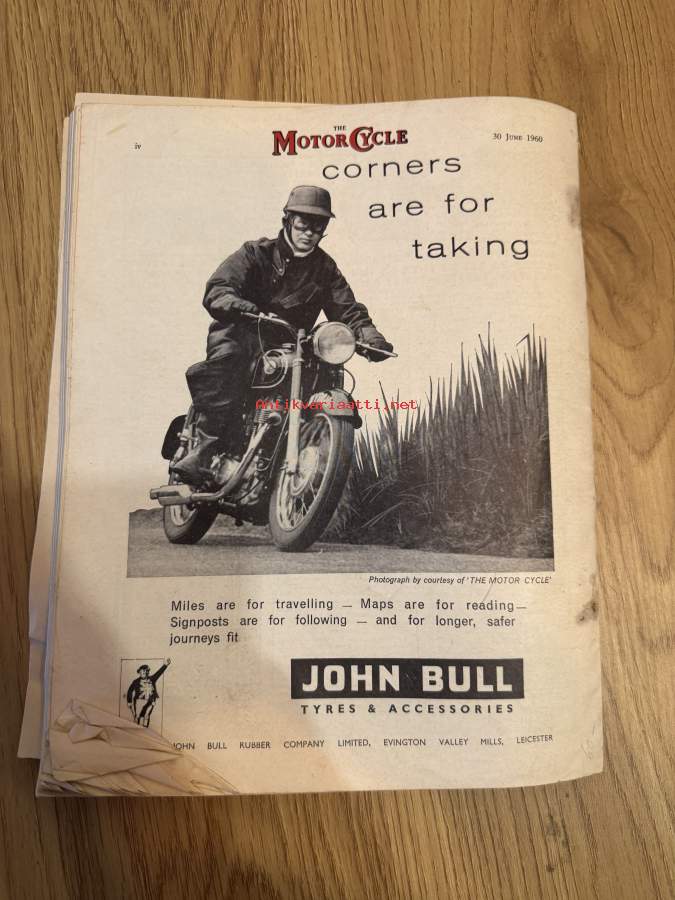 iv
THE
MOTOR CYCLE
30 JUNE 1960
corners
are for
taking
Antikvariaatti.net
Photograph by courtesy of 'THE MOTOR CYCLE'
Miles are for travelling — Maps are for reading—
Signposts are for following — and for longer, safer
journeys fit
JOHN BULL
TYRES & ACCESSORIES
JOHN BULL RUBBER COMPANY LIMITED, EVINGTON VALLEY MILLS, LEICESTER